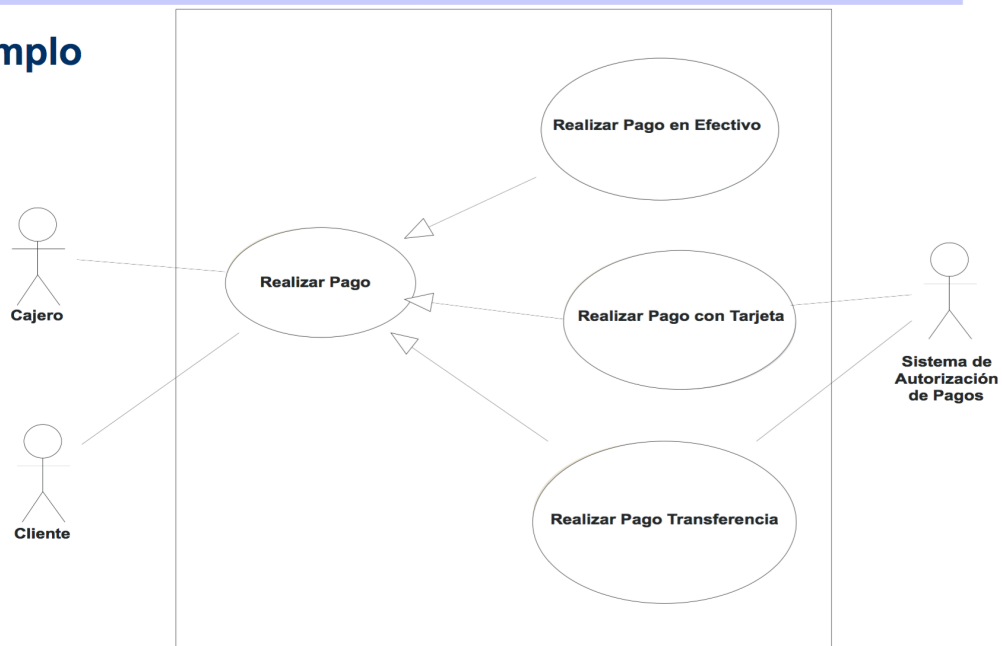 mplo
Realizar Pago en Efectivo
Realizar Pago
Realizar Pago con Tarjeta
Cajero
Sistema de
Autorización
de Pagos
Realizar Pago Transferencia
Cliente